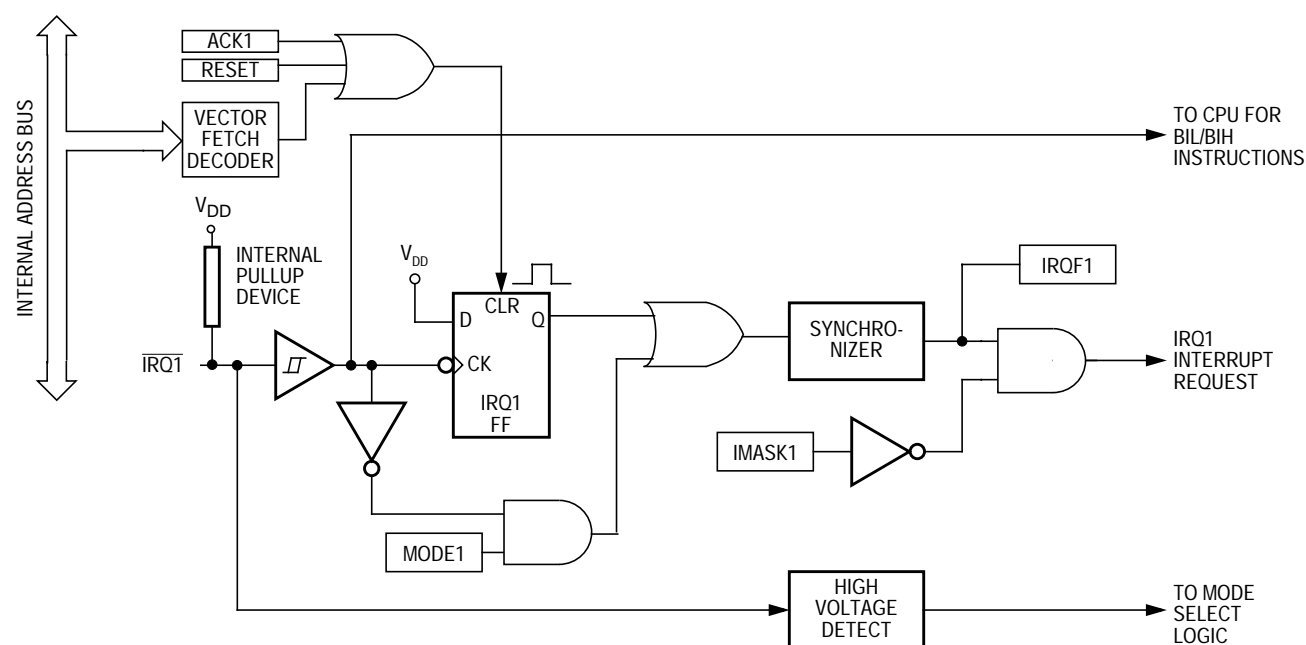 INTERNAL ADDRESS BUS
ACK1
RESET
VECTOR
FETCH
DECODER
TO CPU FOR
BIL/BIH
INSTRUCTIONS
VDD
INTERNAL
PULLUP
DEVICE
VDD
CLR
D
Q
CK
IRQ1
FF
SYNCHRO-
NIZER
IRQF1
IRQ1
INTERRUPT
REQUEST
IRQ1
IMASK1
MODE1
HIGH
VOLTAGE
DETECT
TO MODE
SELECT
LOGIC